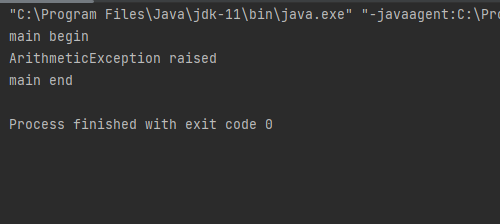 "C:\Program Files\Java\jdk-11\bin\java.exe" "-javaagent:C:\Pro
main begin
ArithmeticException raised
main end
Process finished with exit code 0